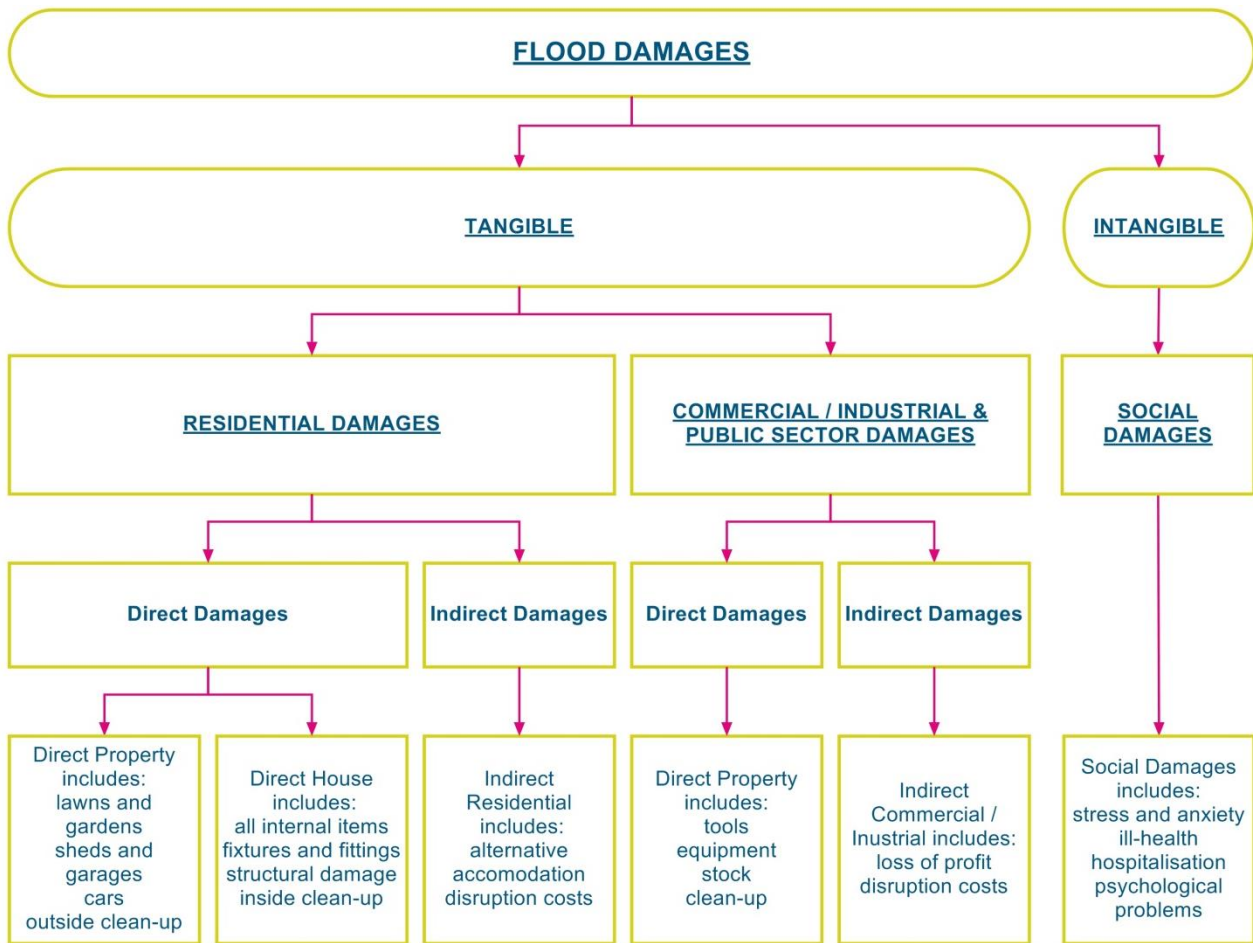 FLOOD DAMAGES
TANGIBLE
INTANGIBLE
RESIDENTIAL DAMAGES
COMMERCIAL / INDUSTRIAL &
PUBLIC SECTOR DAMAGES
SOCIAL
DAMAGES
Direct Damages
Indirect Damages
Direct Damages
Indirect Damages
Direct Property
includes:
lawns and
gardens
sheds and
garages
cars
outside clean-up
Direct House
includes:
all internal items
fixtures and fittings
structural damage
inside clean-up
Indirect
Residential
includes:
alternative
accomodation
disruption costs
Direct Property
includes:
tools
equipment
stock
clean-up
Indirect
Commercial /
Inustrial includes:
loss of profit
disruption costs
Social Damages
includes:
stress and anxiety
ill-health
hospitalisation
psychological
problems